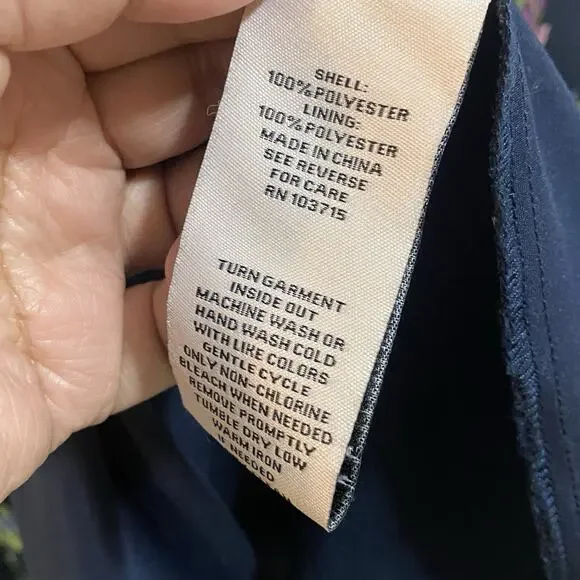 SHELL:
100% POLYESTER
LINING:
100% POLYESTER
MADE IN CHINA
SEE REVERSE
FOR CARE
RN 103715
TURN GARMENT
INSIDE OUT
MACHINE WASH OR
HAND WASH COLD
WITH LIKE COLORS
GENTLE CYCLE
ONLY NON-CHLORINE
BLEACH WHEN NEEDED
REMOVE PROMPTLY
TUMBLE DRY LOW
WARM IRON
IF NEEDED